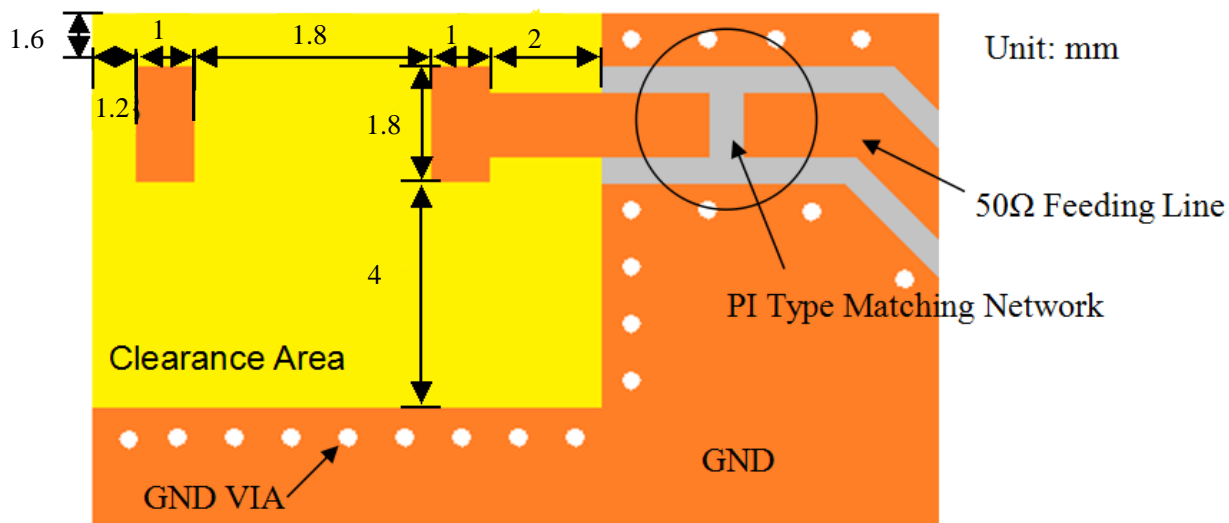 1.6
1
1.8
1
2
Unit: mm
1.2
1.8
50Ω Feeding Line
4
PI Type Matching Network
Clearance Area
GND
GND VIA